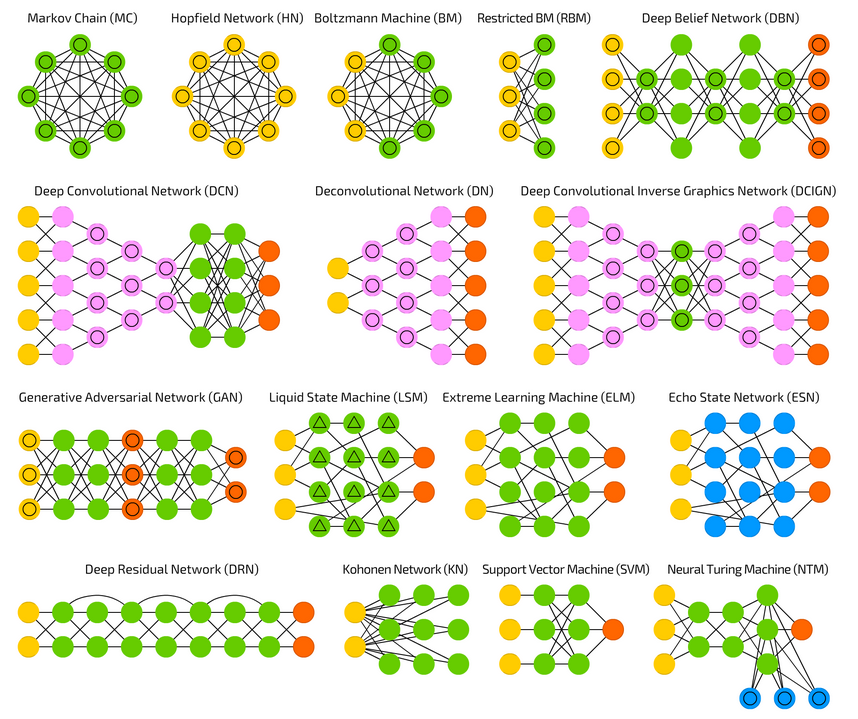 Markov Chain (MC)
Hopfield Network (HN)
Boltzmann Machine (BM)
Restricted BM (RBM)
Deep Belief Network (DBN)
Deep Convolutional Network (DCN)
Deconvolutional Network (DN)
Deep Convolutional Inverse Graphics Network (DCIGN)
Generative Adversarial Network (GAN)
Liquid State Machine (LSM)
Extreme Learning Machine (ELM)
Echo State Network (ESN)
Deep Residual Network (DRN)
Kohonen Network (KN)
Support Vector Machine (SVM)
Neural Turing Machine (NTM)